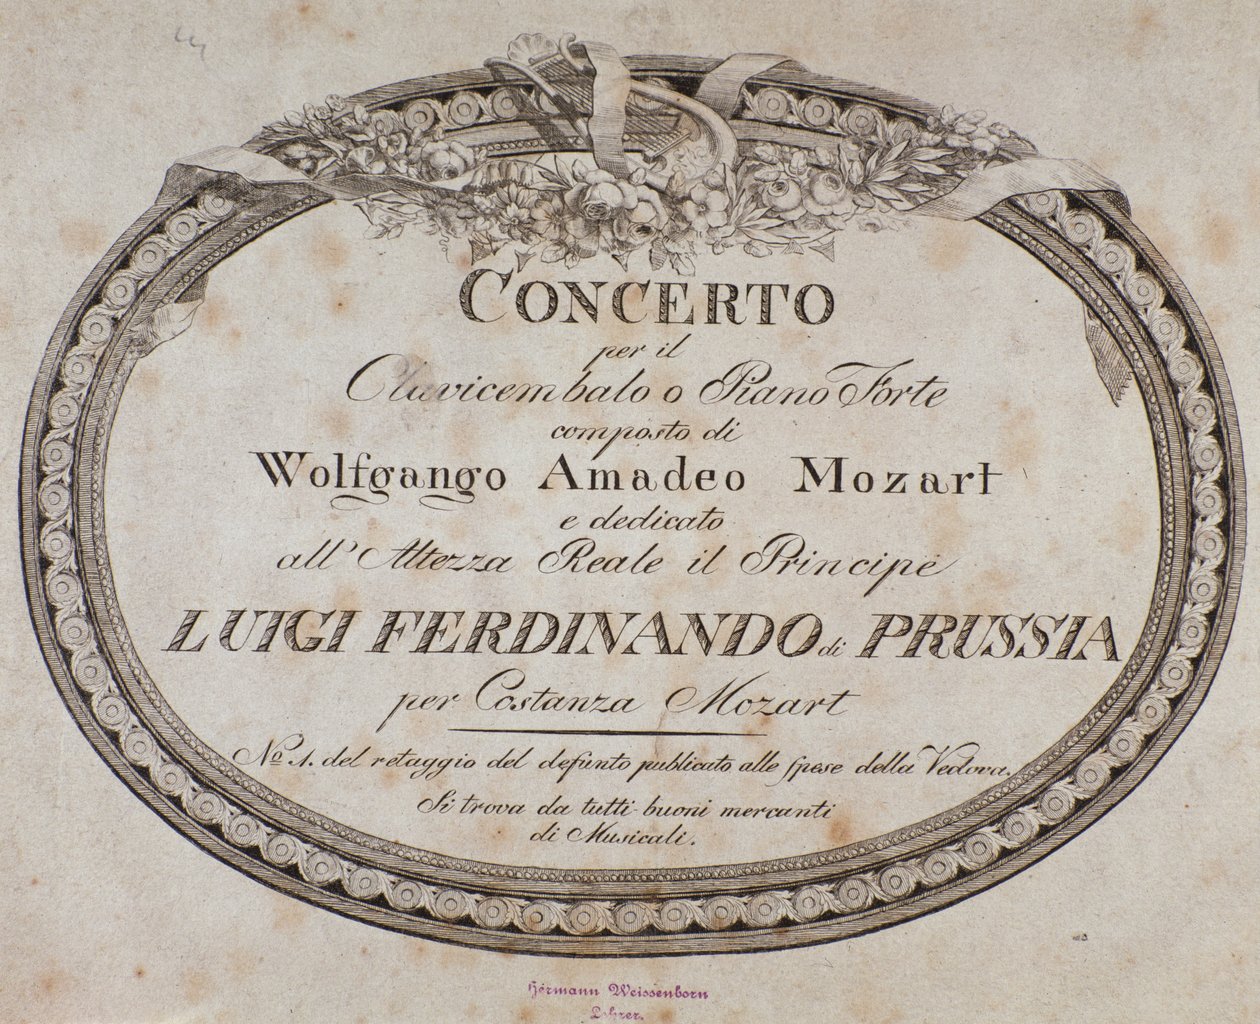 CONCERTO
per il
Clavicembalo o Piano Forte
composto di
Wolfgango Amadeo Mozart
e dedicato
all' Altezza Reale il Principe
LUIGI FERDINANDO di PRUSSIA
per Costanza Mozart
No. 1. del retaggio del defunto publicato alle spese della Vedova.
Si trova da tutti buoni mercanti
di Musicali.
Hermann Weissenborn
Lehrer.